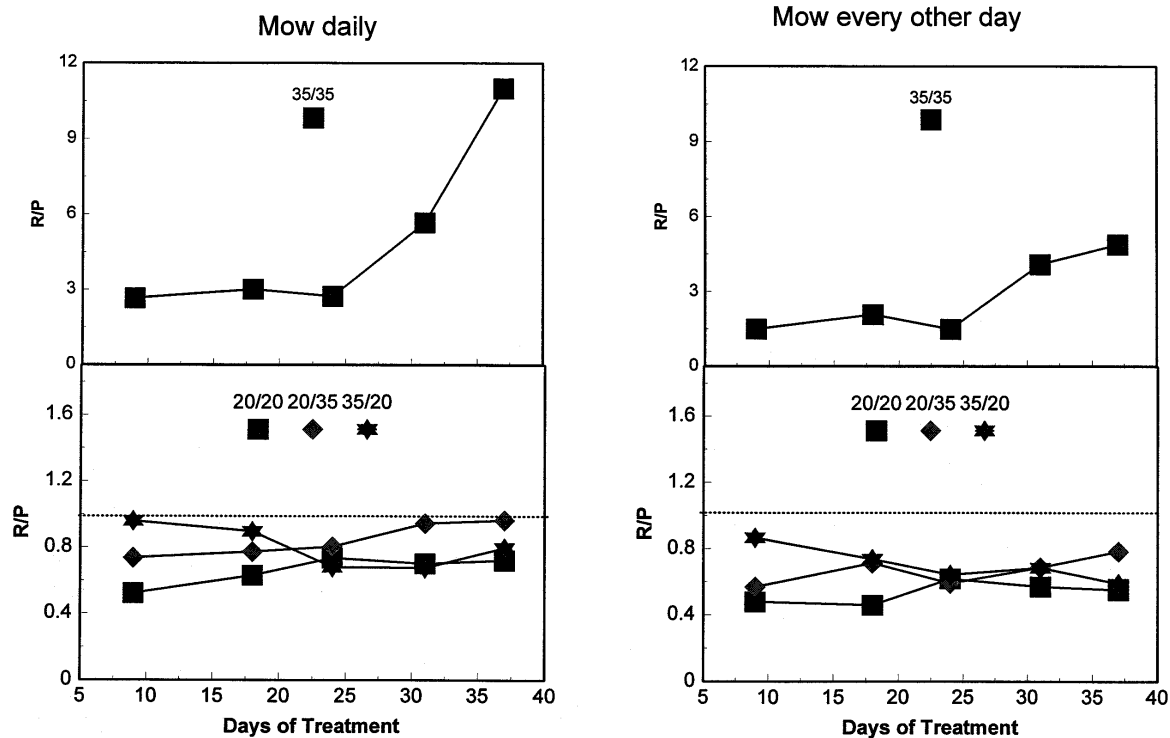 Mow daily
12
9
6
3
0
R/P
35/35
1.6
1.2
0.8
0.4
0
R/P
20/20 20/35 35/20
5 10 15 20 25 30 35 40
Days of Treatment
Mow every other day
12
9
6
3
0
R/P
35/35
1.6
1.2
0.8
0.4
0
R/P
20/20 20/35 35/20
5 10 15 20 25 30 35 40
Days of Treatment